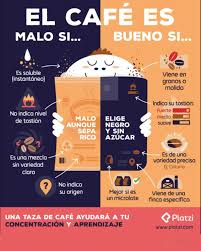 EL CAFÉ ES
MALO SI...
BUENO SI...
Es soluble
(instantáneo)
No indica nivel
de tostión
Es una mezcla
sin variedad
clara
No indica
su origen
MALO
AUNQUE
SEPA
RICO
ELIGE
NEGRO
Y SIN
AZÚCAR
Viene en
granos o
molido
Indica su tostión:
Fuerte
Medio
Suave
Es de una
variedad precisa
Mejor si es un
microlote
Viene de una
finca específica
UNA TAZA DE CAFÉ AYUDARÁ A TU
CONCENTRACIÓN Y APRENDIZAJE
Platzi
www.platzi.com